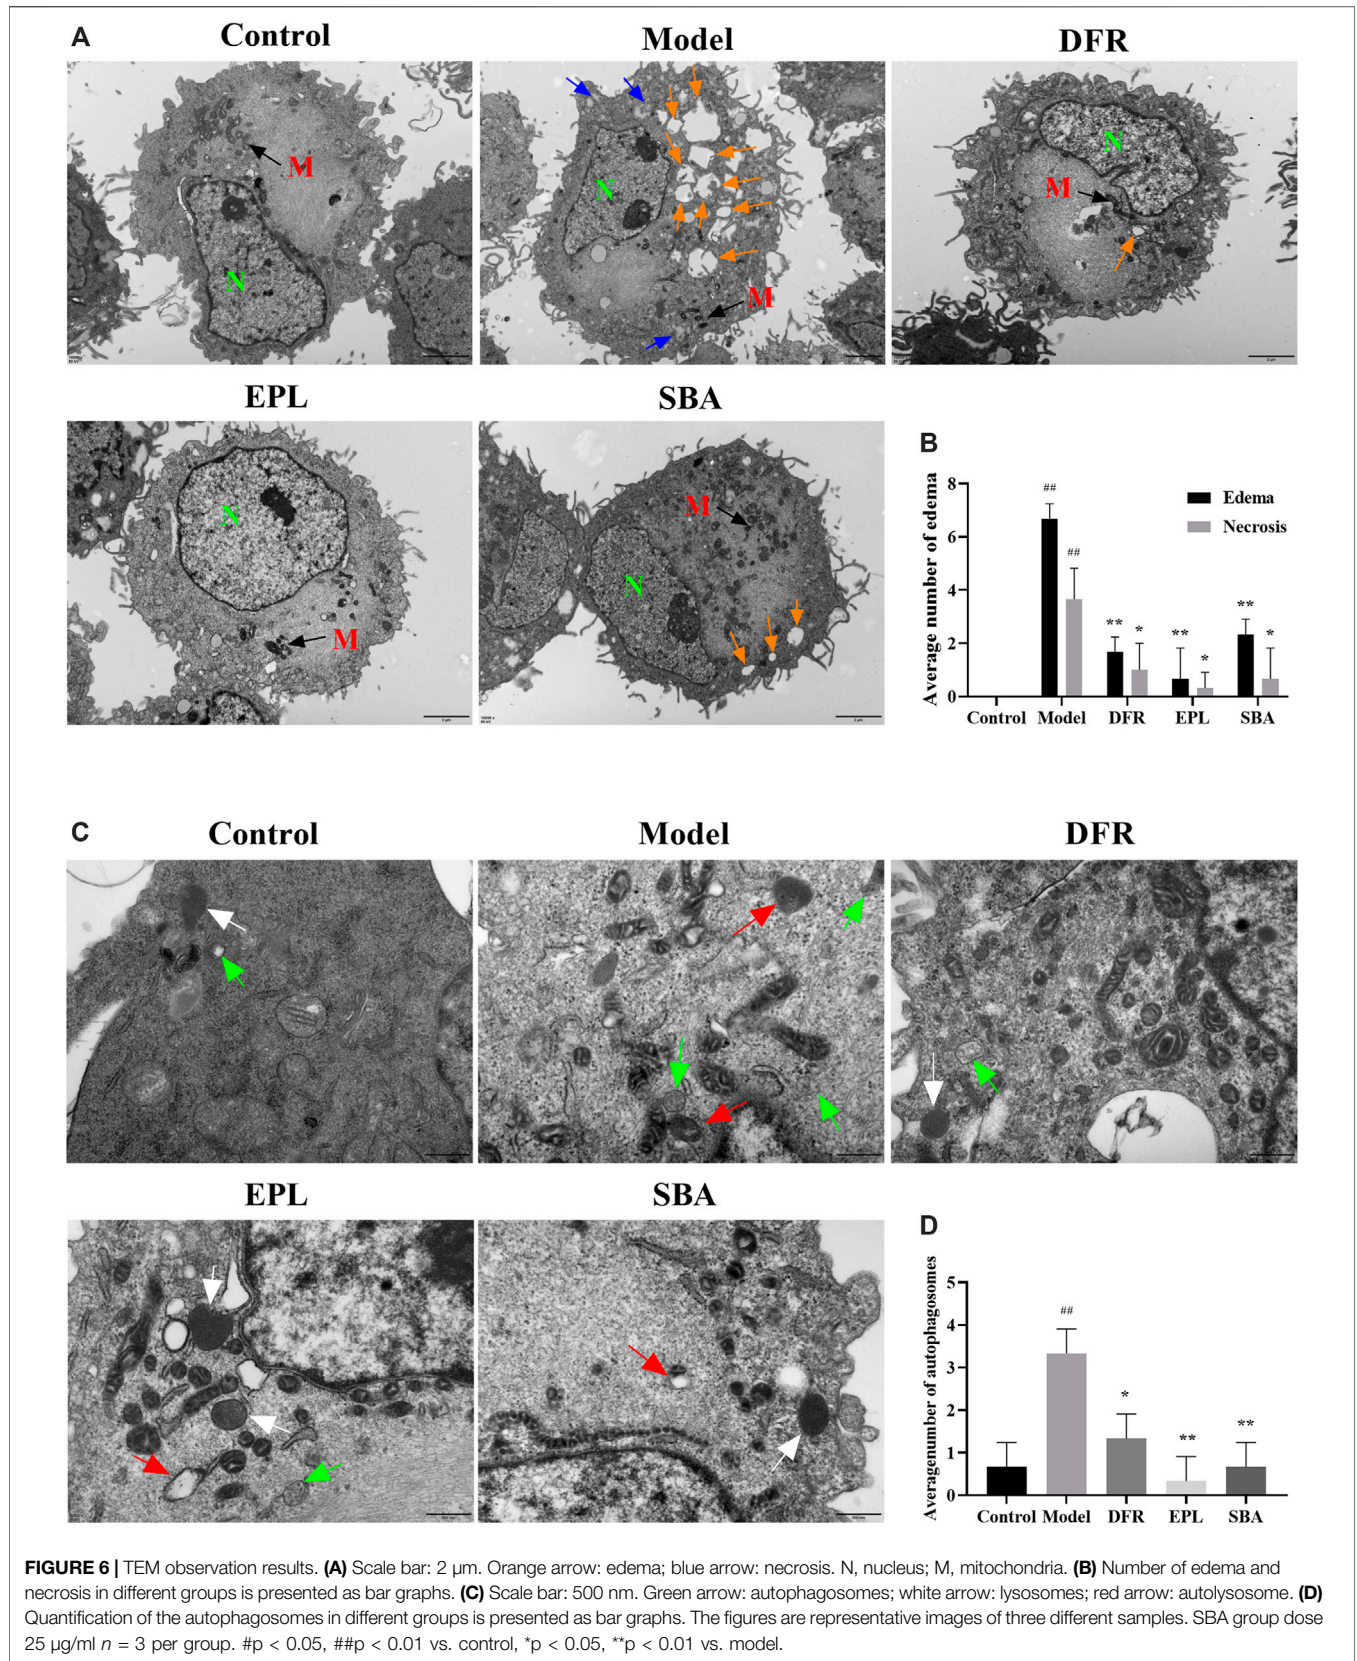 A
Control
Model
DFR
M
N
N
M
N
M
EPL
SBA
N
M
M
N
2 μm
2 μm
2 μm
B
Average number of edema
8
6
4
2
0
##
##
**
*
**
*
**
*
Edema
Necrosis
Control Model DFR EPL SBA
C
Control
Model
DFR
EPL
SBA
D
Averagenumber of autophagosomes
5
4
3
2
1
0
##
*
**
**
Control Model DFR EPL SBA
FIGURE 6 | TEM observation results. (A) Scale bar: 2 μm. Orange arrow: edema; blue arrow: necrosis. N, nucleus; M, mitochondria. (B) Number of edema and
necrosis in different groups is presented as bar graphs. (C) Scale bar: 500 nm. Green arrow: autophagosomes; white arrow: lysosomes; red arrow: autolysosome. (D)
Quantification of the autophagosomes in different groups is presented as bar graphs. The figures are representative images of three different samples. SBA group dose
25 μg/ml n = 3 per group. #p < 0.05, ##p < 0.01 vs. control, *p < 0.05, **p < 0.01 vs. model.